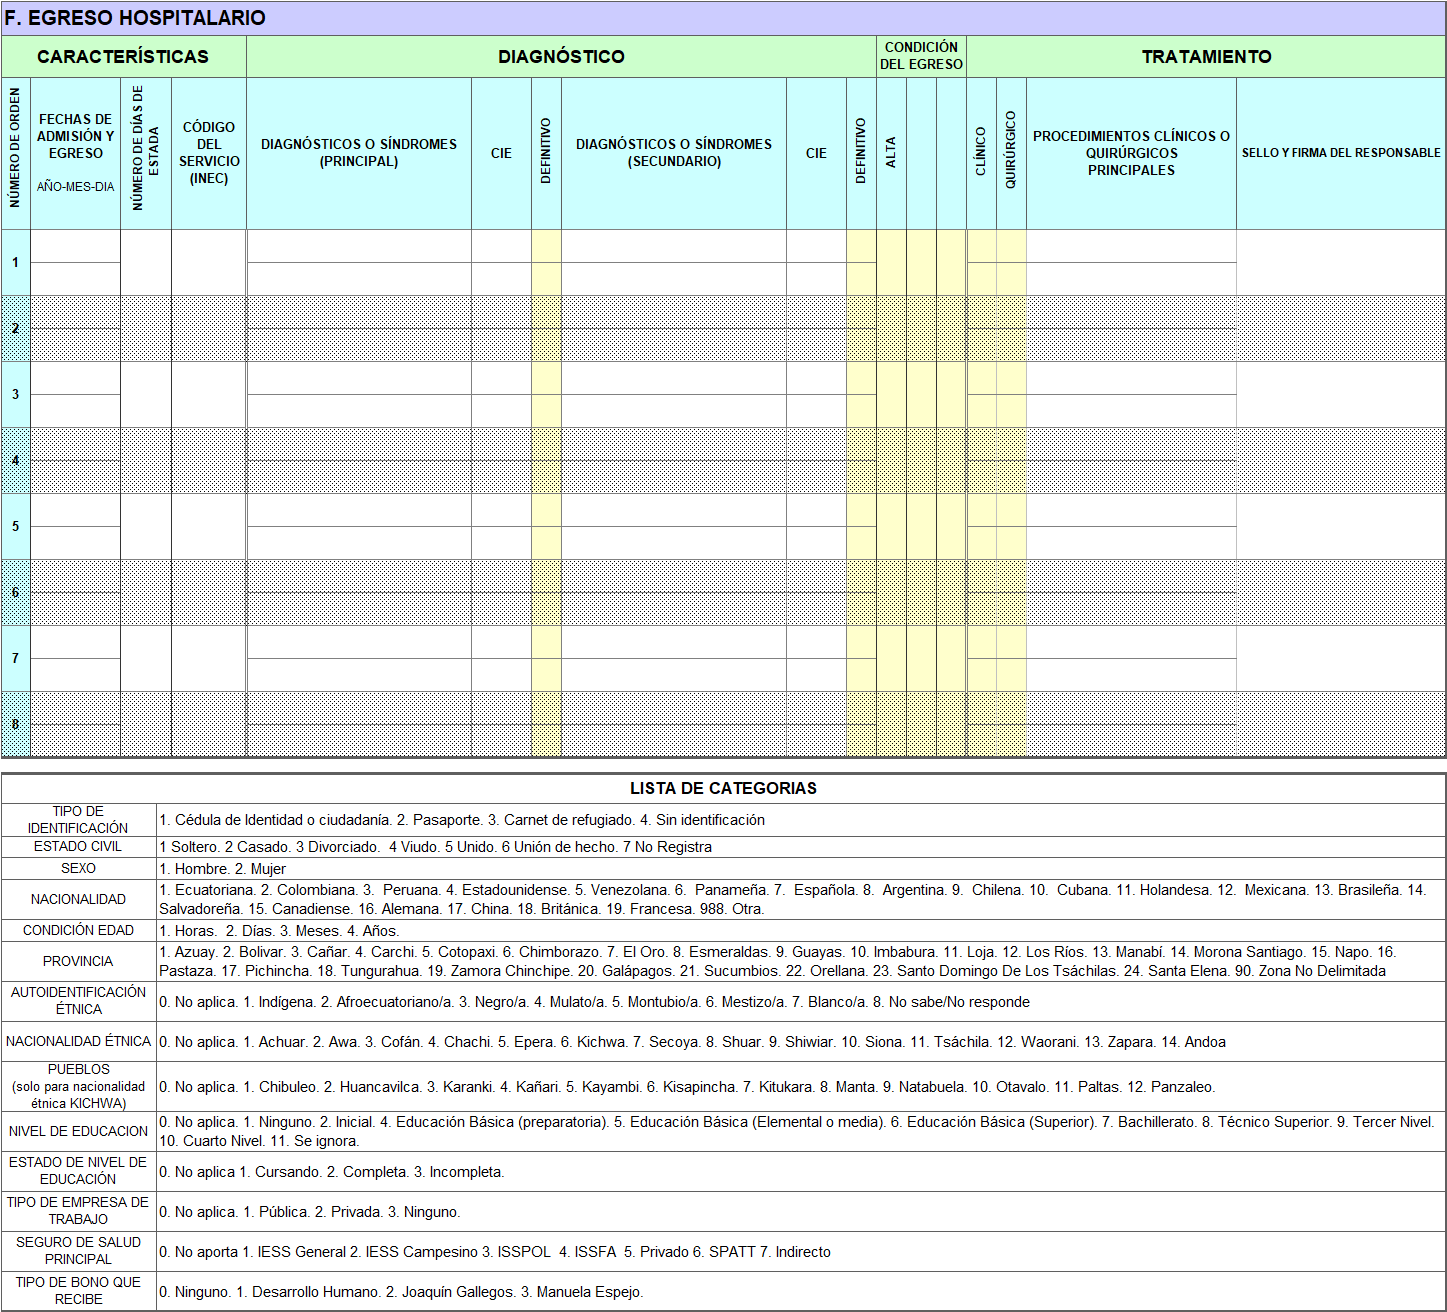 F. EGRESO HOSPITALARIO
CARACTERÍSTICAS
DIAGNÓSTICO
CONDICIÓN
DEL EGRESO
TRATAMIENTO
NÚMERO DE ORDEN
FECHAS DE
ADMISIÓN Y
EGRESO
AÑO-MES-DIA
NÚMERO DE DÍAS DE
ESTADA
CÓDIGO
DEL
SERVICIO
(INEC)
DIAGNÓSTICOS O SÍNDROMES
(PRINCIPAL)
CIE
DEFINITIVO
DIAGNÓSTICOS O SÍNDROMES
(SECUNDARIO)
CIE
DEFINITIVO
ALTA
CLÍNICO
QUIRÚRGICO
PROCEDIMIENTOS CLÍNICOS O
QUIRÚRGICOS
PRINCIPALES
SELLO Y FIRMA DEL RESPONSABLE
1
2
3
4
5
6
7
8
LISTA DE CATEGORIAS
TIPO DE
IDENTIFICACIÓN
1. Cédula de Identidad o ciudadanía. 2. Pasaporte. 3. Carnet de refugiado. 4. Sin identificación
ESTADO CIVIL
1 Soltero. 2 Casado. 3 Divorciado. 4 Viudo. 5 Unido. 6 Unión de hecho. 7 No Registra
SEXO
1. Hombre. 2. Mujer
NACIONALIDAD
1. Ecuatoriana. 2. Colombiana. 3. Peruana. 4. Estadounidense. 5. Venezolana. 6. Panameña. 7. Española. 8. Argentina. 9. Chilena. 10. Cubana. 11. Holandesa. 12. Mexicana. 13. Brasileña. 14.
Salvadoreña. 15. Canadiense. 16. Alemana. 17. China. 18. Británica. 19. Francesa. 988. Otra.
CONDICIÓN EDAD
1. Horas. 2. Días. 3. Meses. 4. Años.
PROVINCIA
1. Azuay. 2. Bolivar. 3. Cañar. 4. Carchi. 5. Cotopaxi. 6. Chimborazo. 7. El Oro. 8. Esmeraldas. 9. Guayas. 10. Imbabura. 11. Loja. 12. Los Ríos. 13. Manabí. 14. Morona Santiago. 15. Napo. 16.
Pastaza. 17. Pichincha. 18. Tungurahua. 19. Zamora Chinchipe. 20. Galápagos. 21. Sucumbios. 22. Orellana. 23. Santo Domingo De Los Tsáchilas. 24. Santa Elena. 90. Zona No Delimitada
AUTOIDENTIFICACIÓN
ÉTNICA
0. No aplica. 1. Indígena. 2. Afroecuatoriano/a. 3. Negro/a. 4. Mulato/a. 5. Montubio/a. 6. Mestizo/a. 7. Blanco/a. 8. No sabe/No responde
NACIONALIDAD ÉTNICA
0. No aplica. 1. Achuar. 2. Awa. 3. Cofán. 4. Chachi. 5. Epera. 6. Kichwa. 7. Secoya. 8. Shuar. 9. Shiwiar. 10. Siona. 11. Tsáchila. 12. Waorani. 13. Zapara. 14. Andoa
PUEBLOS
(solo para nacionalidad
étnica KICHWA)
0. No aplica. 1. Chibuleo. 2. Huancavilca. 3. Karanki. 4. Kañari. 5. Kayambi. 6. Kisapincha. 7. Kitukara. 8. Manta. 9. Natabuela. 10. Otavalo. 11. Paltas. 12. Panzaleo.
NIVEL DE EDUCACION
0. No aplica. 1. Ninguno. 2. Inicial. 4. Educación Básica (preparatoria). 5. Educación Básica (Elemental o media). 6. Educación Básica (Superior). 7. Bachillerato. 8. Técnico Superior. 9. Tercer Nivel.
10. Cuarto Nivel. 11. Se ignora.
ESTADO DE NIVEL DE
EDUCACIÓN
0. No aplica 1. Cursando. 2. Completa. 3. Incompleta.
TIPO DE EMPRESA DE
TRABAJO
0. No aplica. 1. Pública. 2. Privada. 3. Ninguno.
SEGURO DE SALUD
PRINCIPAL
0. No aporta 1. IESS General 2. IESS Campesino 3. ISSPOL 4. ISSFA 5. Privado 6. SPATT 7. Indirecto
TIPO DE BONO QUE
RECIBE
0. Ninguno. 1. Desarrollo Humano. 2. Joaquín Gallegos. 3. Manuela Espejo.